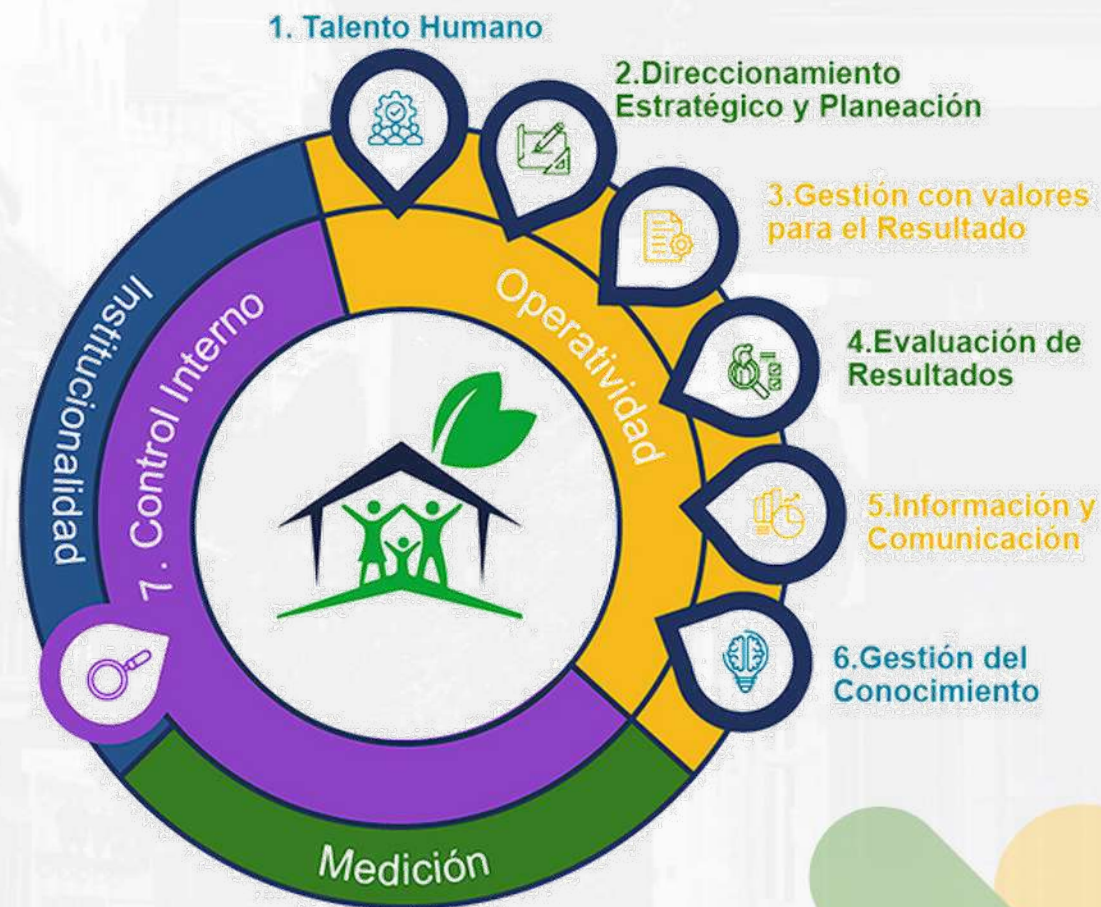 1. Talento Humano
2.Direccionamiento
Estratégico y Planeación
3.Gestión con valores
para el Resultado
4.Evaluación de
Resultados
5.Información y
Comunicación
6.Gestión del
Conocimiento
Operatividad
Institucionalidad
7. Control Interno
Medición